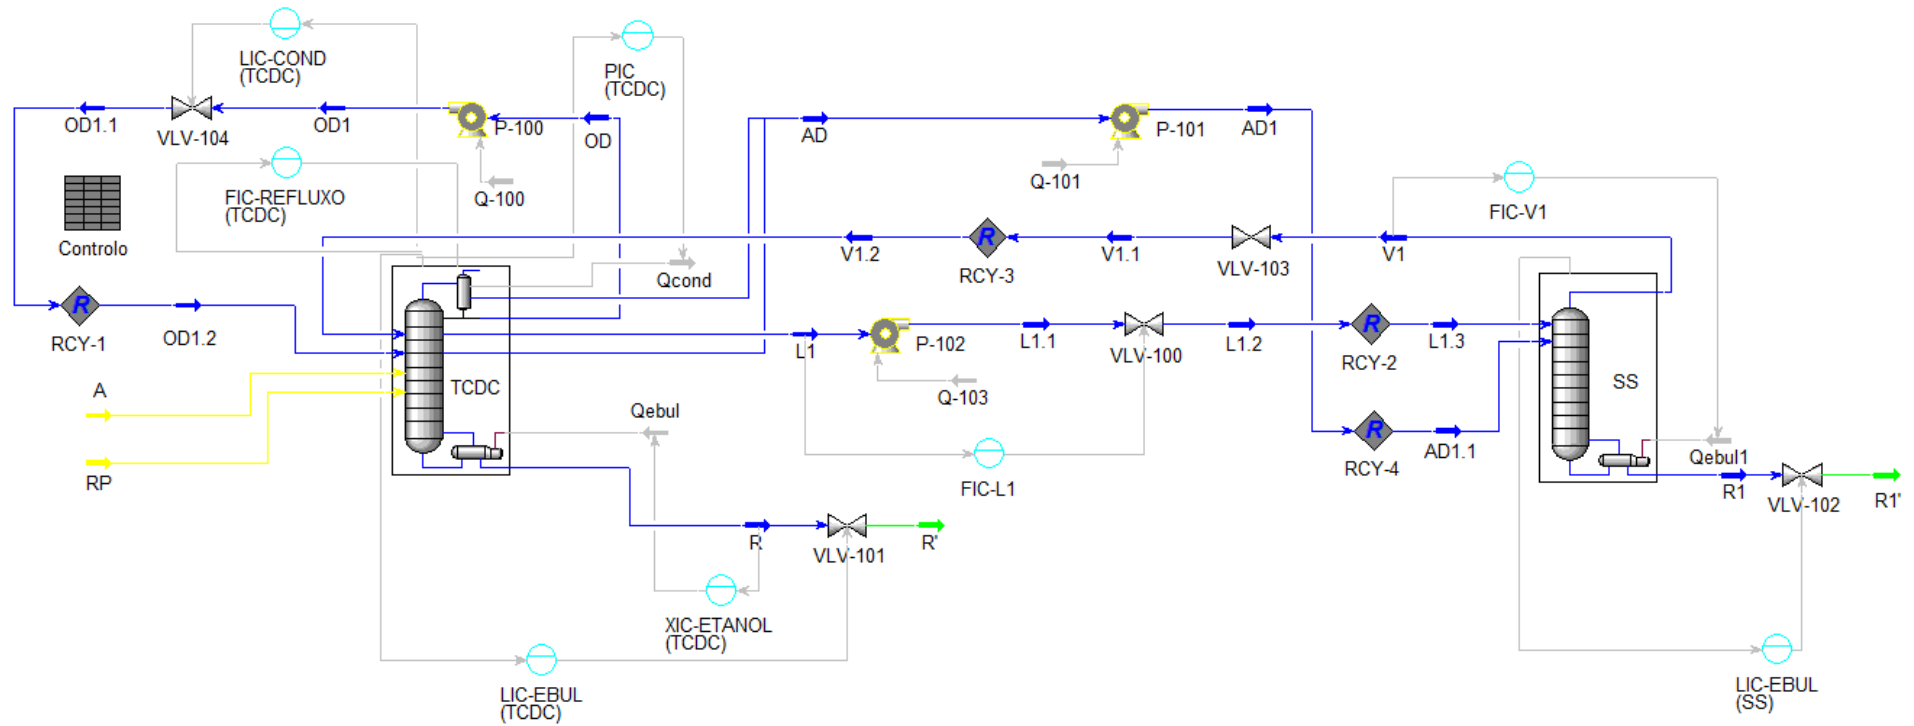 LIC-COND
(TCDC)
PIC
(TCDC)
OD1.1
VLV-104
OD1
P-100
OD
AD
P-101
AD1
FIC-REFLUXO
(TCDC)
Q-100
Q-101
FIC-V1
Controlo
V1.2
RCY-3
V1.1
VLV-103
V1
Qcond
RCY-1
OD1.2
L1
P-102
L1.1
VLV-100
L1.2
RCY-2
L1.3
TCDC
SS
A
Q-103
Qebul
RP
RCY-4
AD1.1
Qebul1
FIC-L1
R1
VLV-102
R1'
R
VLV-101
R'
XIC-ETANOL
(TCDC)
LIC-EBUL
(TCDC)
LIC-EBUL
(SS)
R
R
R
R